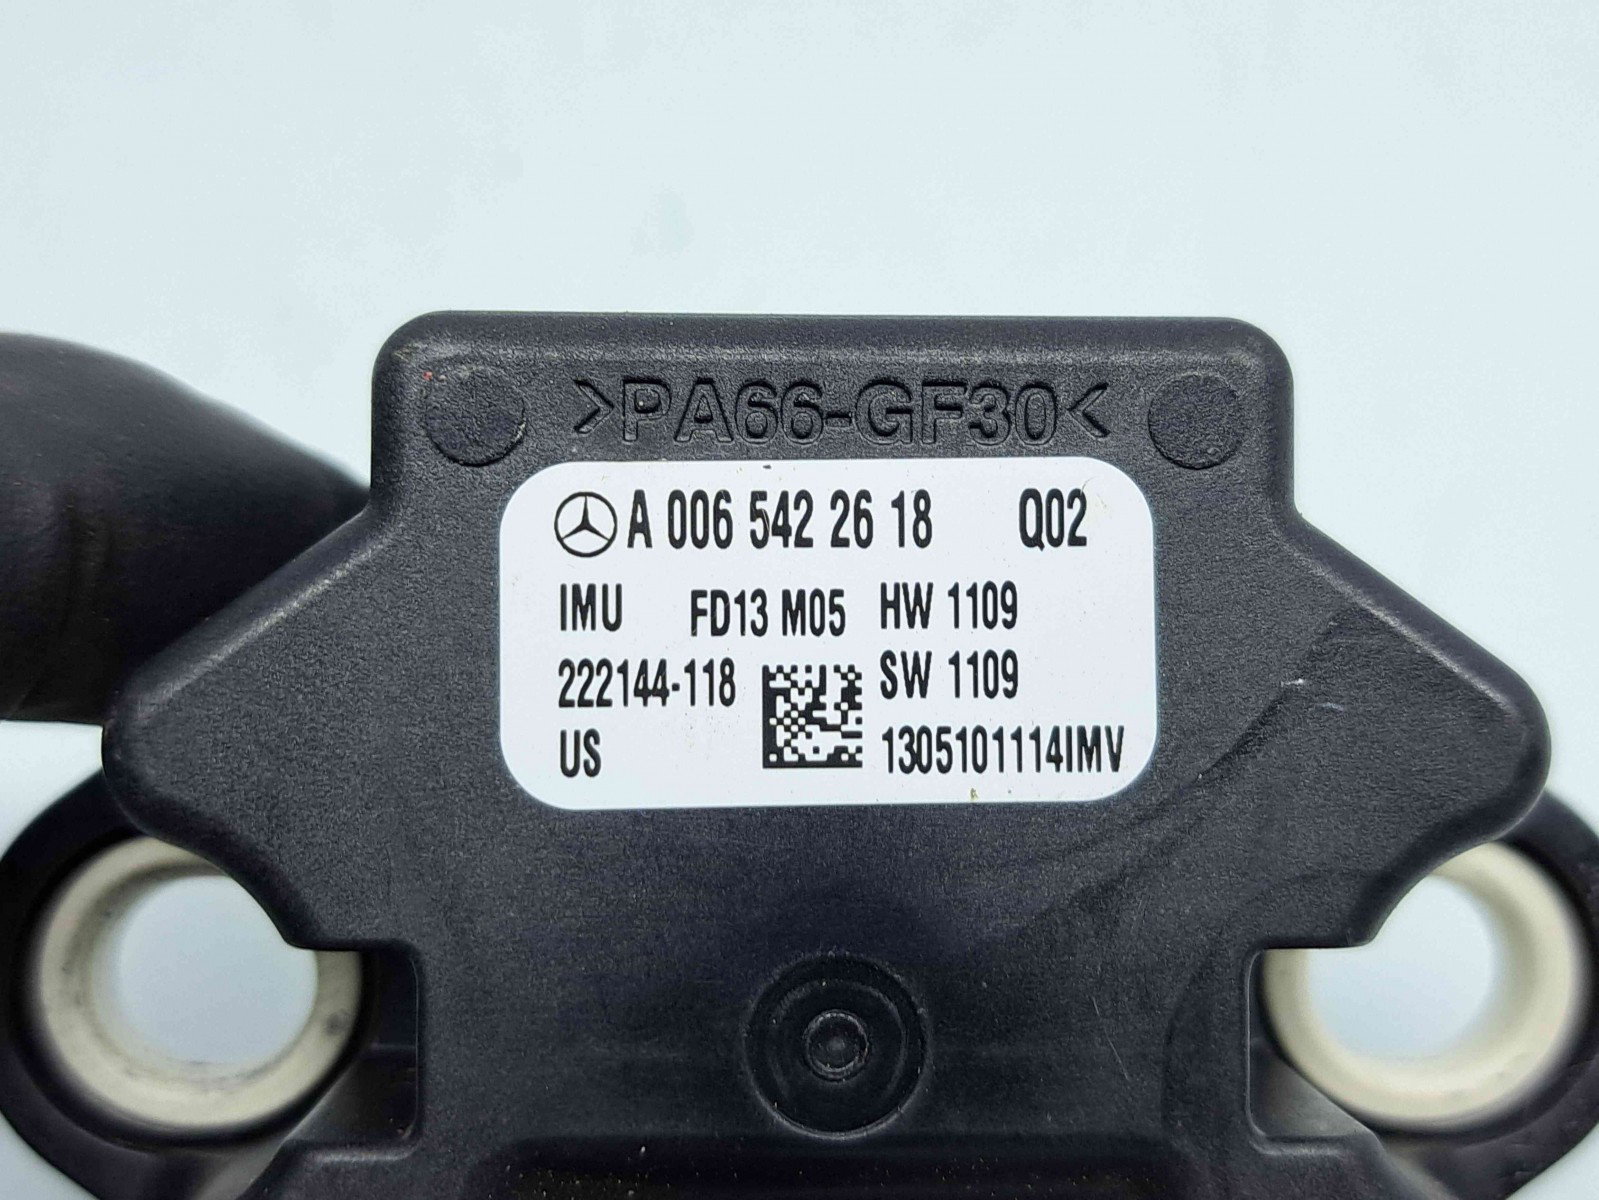 >PA66-GF30<
A 006 542 26 18 Q02
IMU FD13 M05 HW 1109
222144-118 SW 1109
US 1305101114IMV